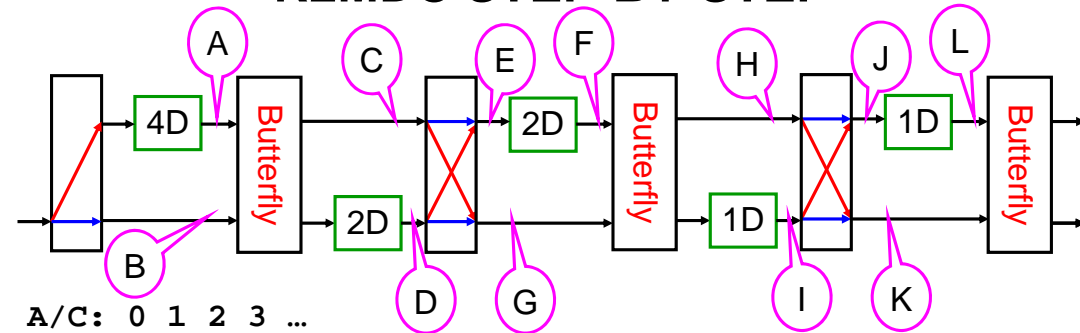 A
C
E
F
H
J
L
4D
Butterfly
2D
Butterfly
1D
Butterfly
2D
1D
B
D
G
I
K
A/C: 0 1 2 3 …